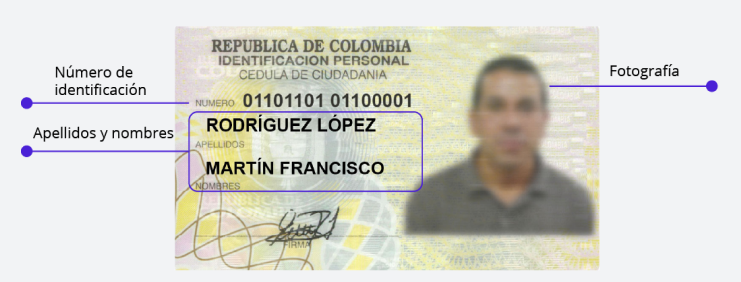 REPUBLICA DE COLOMBIA
IDENTIFICACION PERSONAL
CEDULA DE CIUDADANIA
Número de
identificación
Fotografía
NUMERO 01101101 01100001
Apellidos y nombres
RODRÍGUEZ LÓPEZ
APELLIDOS
MARTÍN FRANCISCO
NOMBRES
FIRMA